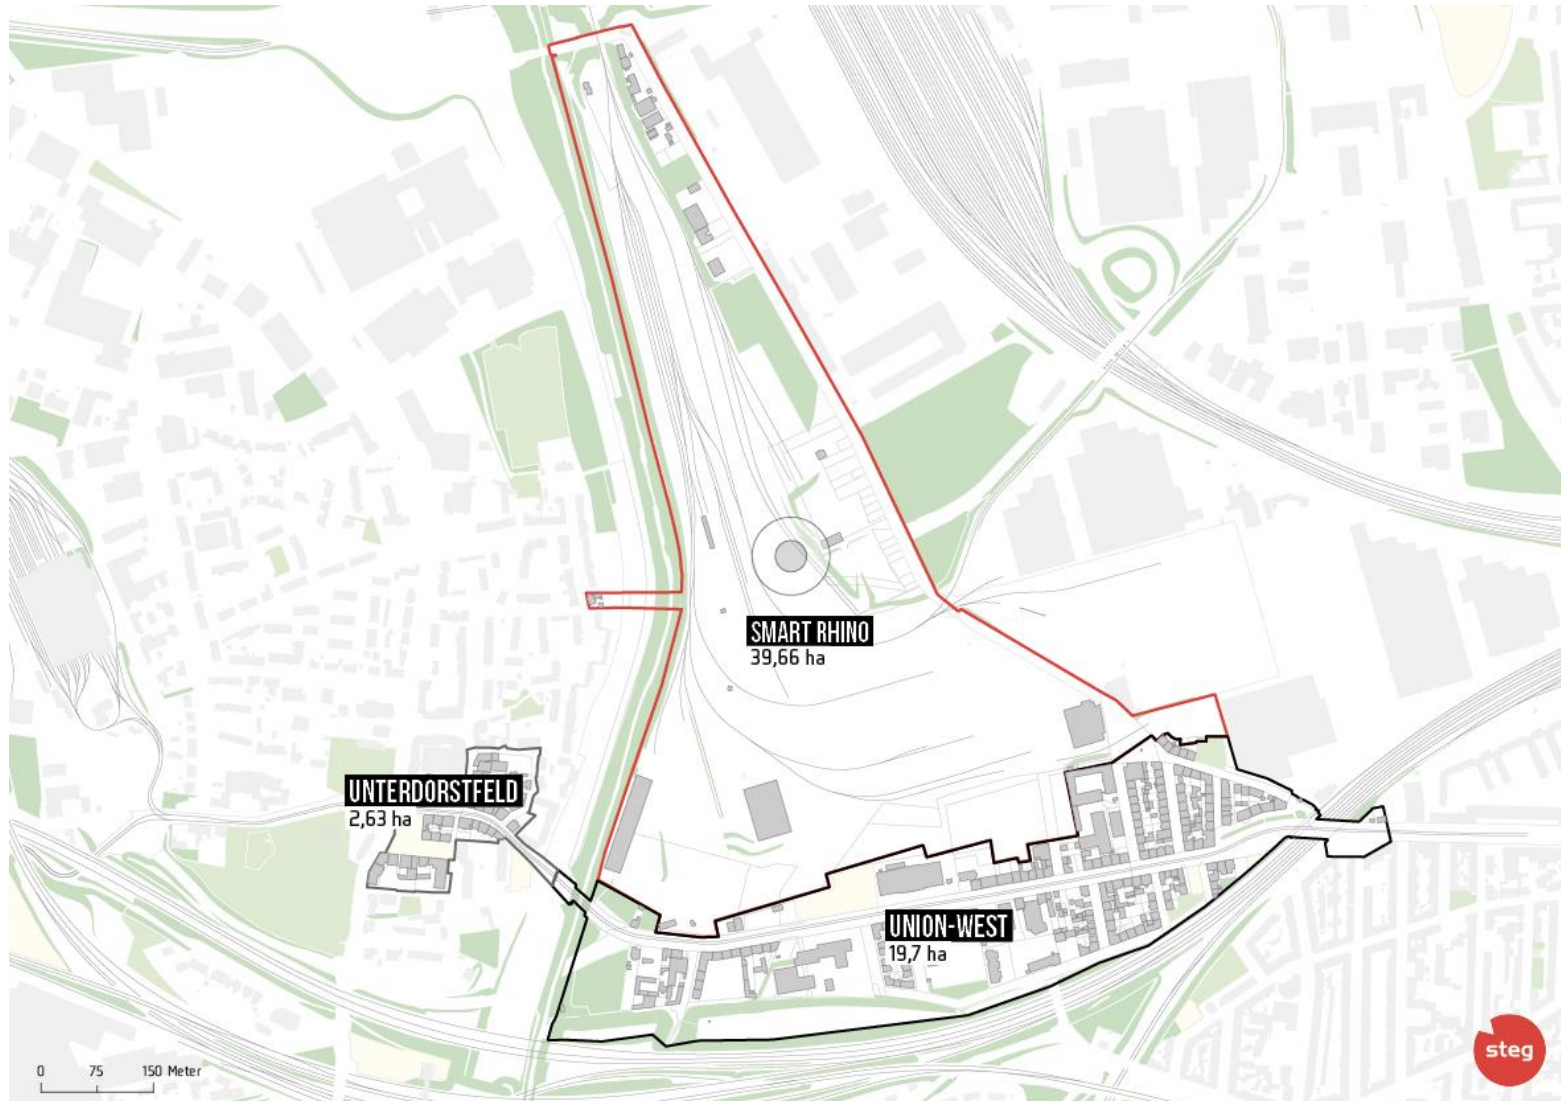 SMART RHINO
39,66 ha
UNTERDORSTFELD
2,63 ha
UNION-WEST
19,7 ha
0 75 150 Meter
steg